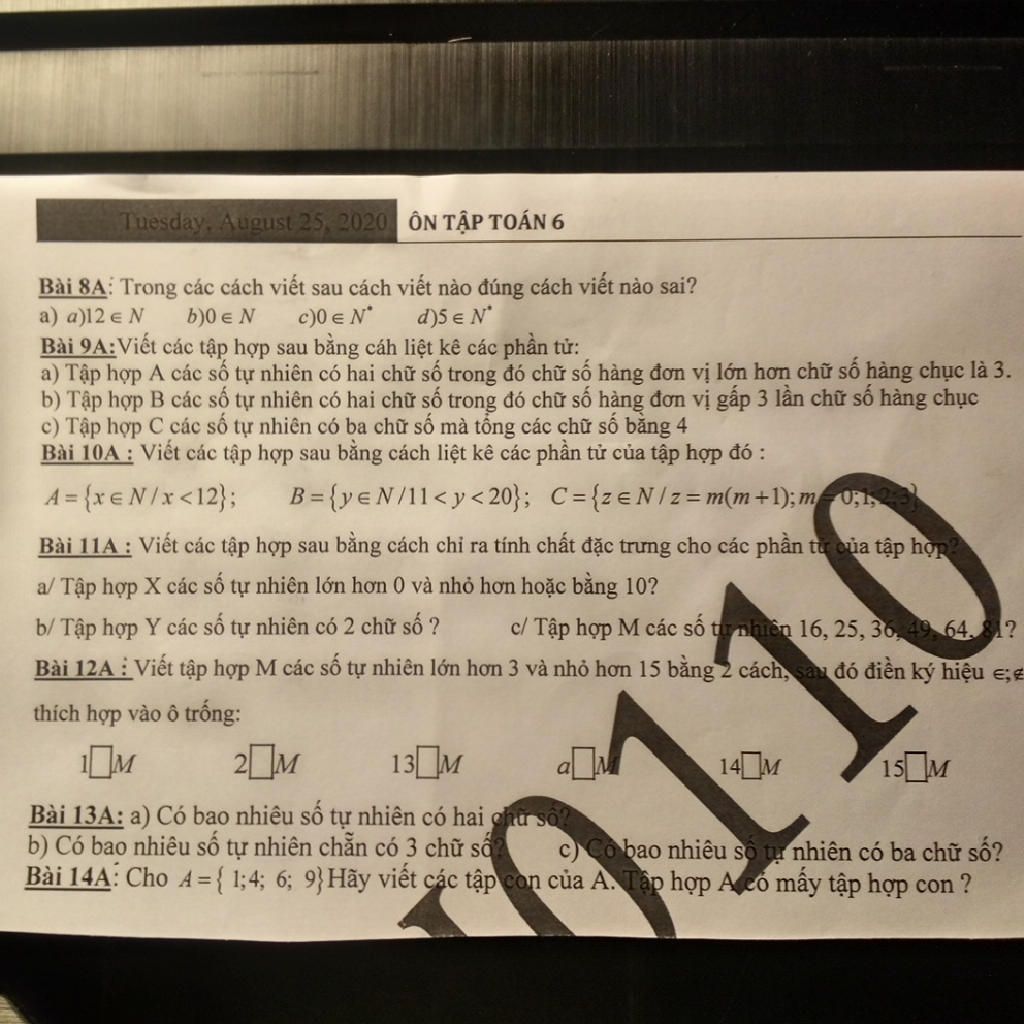 Tuesday, August 25, 2020 ÔN TẬP TOÁN 6
Bài 8A: Trong các cách viết sau cách viết nào đúng cách viết nào sai?
a) a)12 ∈ N b)0 ∈ N c)0 ∈ N* d)5 ∈ N*
Bài 9A:Viết các tập hợp sau bằng cáh liệt kê các phần tử:
a) Tập hợp A các số tự nhiên có hai chữ số trong đó chữ số hàng đơn vị lớn hơn chữ số hàng chục là 3.
b) Tập hợp B các số tự nhiên có hai chữ số trong đó chữ số hàng đơn vị gấp 3 lần chữ số hàng chục
c) Tập hợp C các số tự nhiên có ba chữ số mà tổng các chữ số bằng 4
Bài 10A : Viết các tập hợp sau bằng cách liệt kê các phần tử của tập hợp đó :
A = {x ∈ N / x < 12}; B = {y ∈ N / 11 < y < 20}; C = {z ∈ N / z = m(m + 1); m = 0;1;2;3}
Bài 11A : Viết các tập hợp sau bằng cách chỉ ra tính chất đặc trưng cho các phần tử của tập hợp?
a/ Tập hợp X các số tự nhiên lớn hơn 0 và nhỏ hơn hoặc bằng 10?
b/ Tập hợp Y các số tự nhiên có 2 chữ số ? c/ Tập hợp M các số tự nhiên 16, 25, 36, 49, 64. 81?
Bài 12A : Viết tập hợp M các số tự nhiên lớn hơn 3 và nhỏ hơn 15 bằng 2 cách, sau đó điền ký hiệu ∈;∉
thích hợp vào ô trống:
1□M 2□M 13□M a□M 14□M 15□M
Bài 13A: a) Có bao nhiêu số tự nhiên có hai chữ số?
b) Có bao nhiêu số tự nhiên chẵn có 3 chữ số? c) Có bao nhiêu số tự nhiên có ba chữ số?
Bài 14A: Cho A = { 1;4; 6; 9}Hãy viết các tập con của A. Tập hợp A có mấy tập hợp con ?
0110